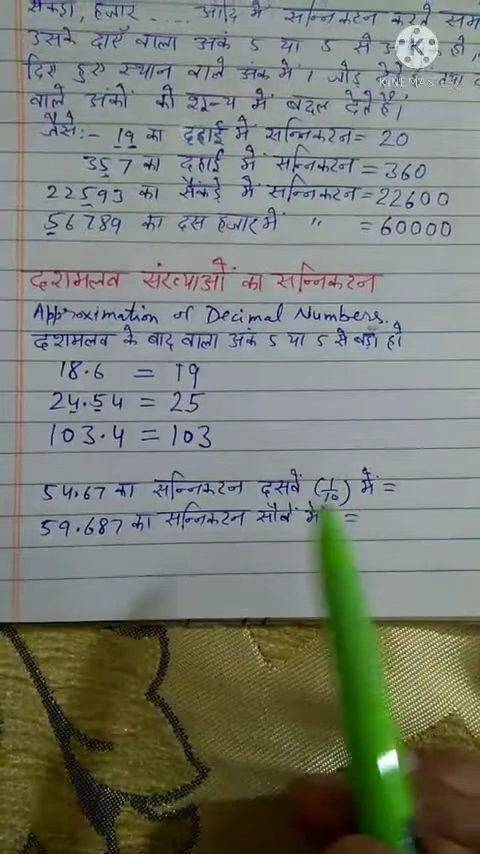 सैकड़ा, हजार .... आदि में सन्निकटन करते सम
उसके दाएँ वाला अंक 5 या 5 से हो,
दिए हुए स्थान वाले अंक में 1 जोड़
वाले अंकों को शून्य में बदल देते हैं।
जैसे:- 19 का दहाई में सन्निकटन = 20
357 का दहाई में सन्निकटन = 360
22593 का सैकड़े में सन्निकटन = 22600
56789 का दस हजार में " = 60000
दशमलव संख्याओं का सन्निकटन
Approximation of Decimal Numbers.
दशमलव के बाद वाला अंक 5 या 5 से बड़ा हो
18.6 = 19
24.54 = 25
103.4 = 103
54.67 का सन्निकटन दसवें (1/10) में =
59.687 का सन्निकटन सौवें में =
KINEMASTER